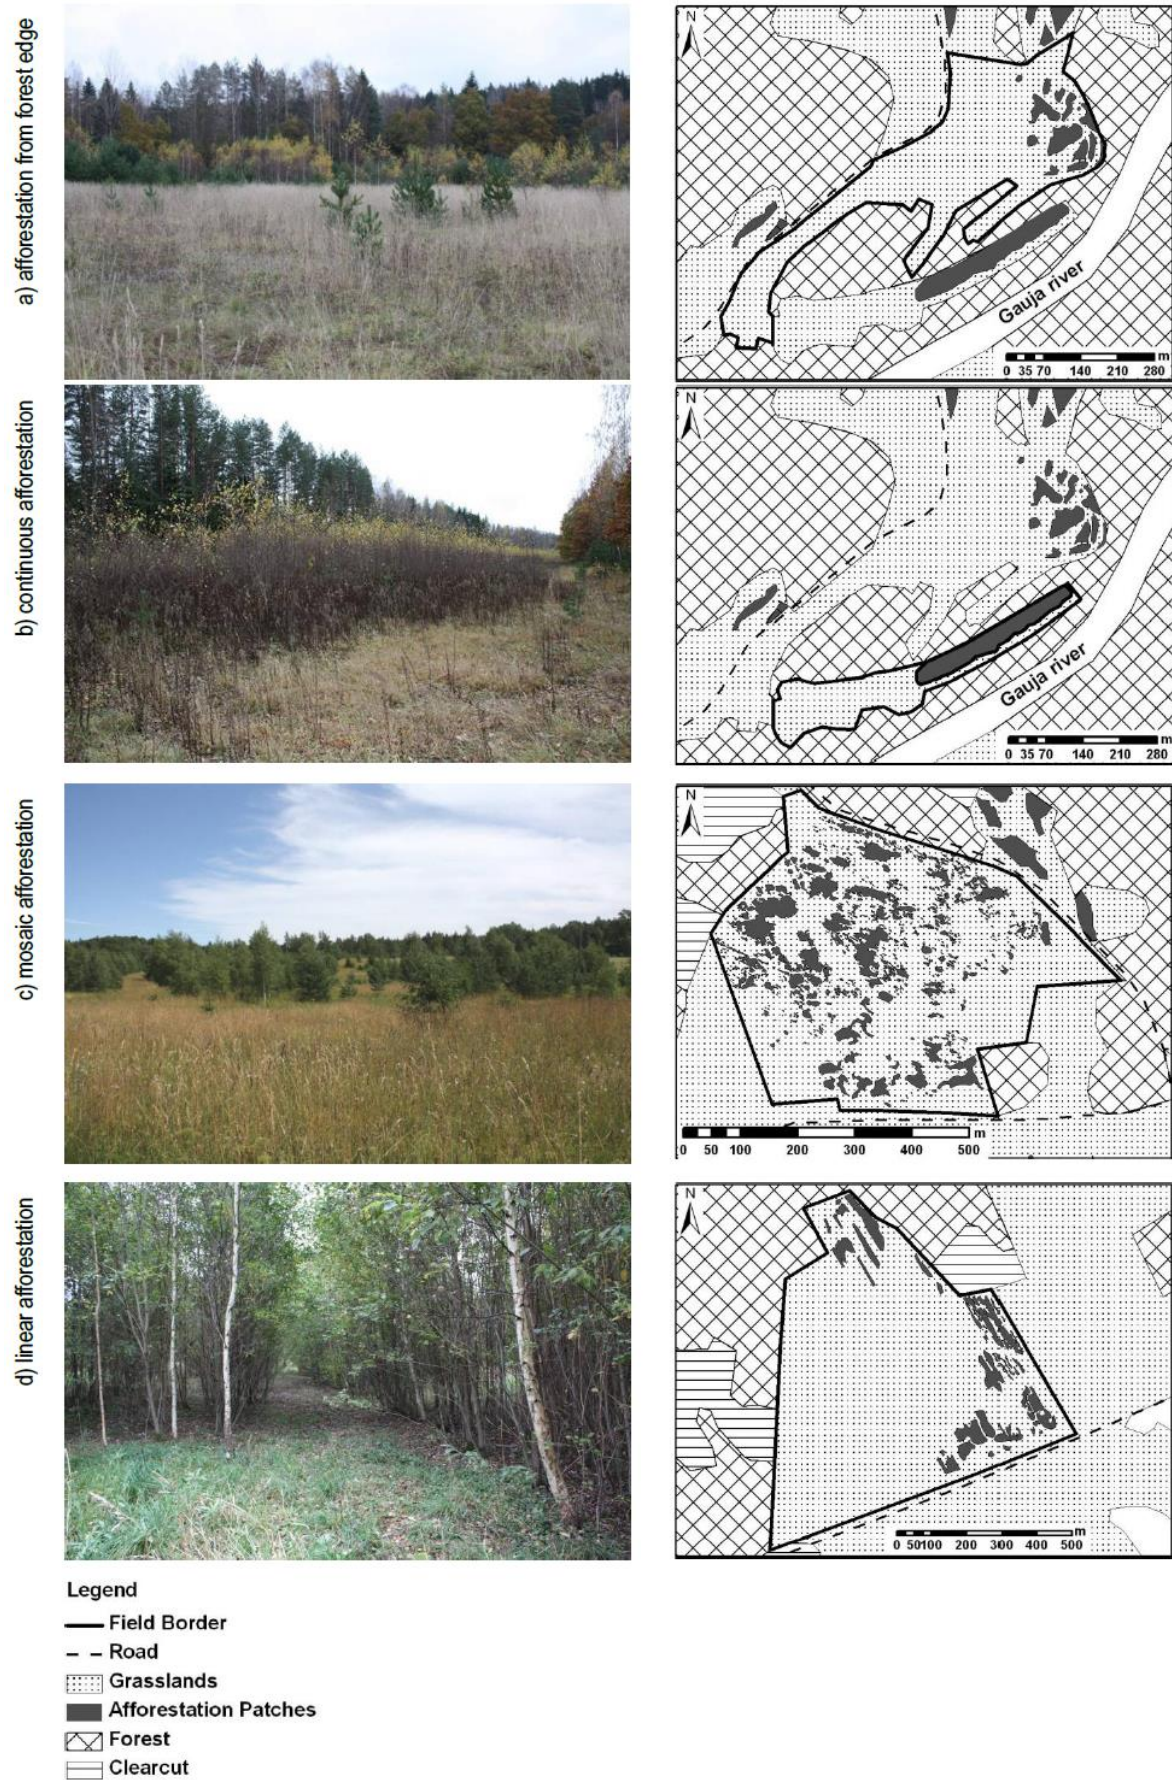 a) afforestation from forest edge
N
Gauja river
m
0 35 70 140 210 280
b) continuous afforestation
N
Gauja river
m
0 35 70 140 210 280
c) mosaic afforestation
N
m
0 50 100 200 300 400 500
d) linear afforestation
N
m
0 50100 200 300 400 500
Legend
Field Border
Road
Grasslands
Afforestation Patches
Forest
Clearcut